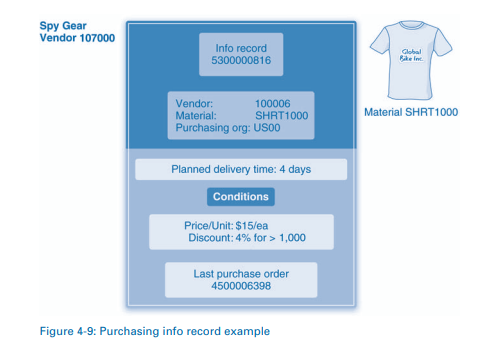 Spy Gear
Vendor 107000
Info record
5300000816
Global
Bike Inc.
Vendor: 100006
Material: SHRT1000
Purchasing org: US00
Material SHRT1000
Planned delivery time: 4 days
Conditions
Price/Unit: $15/ea
Discount: 4% for > 1,000
Last purchase order
4500006398
Figure 4-9: Purchasing info record example